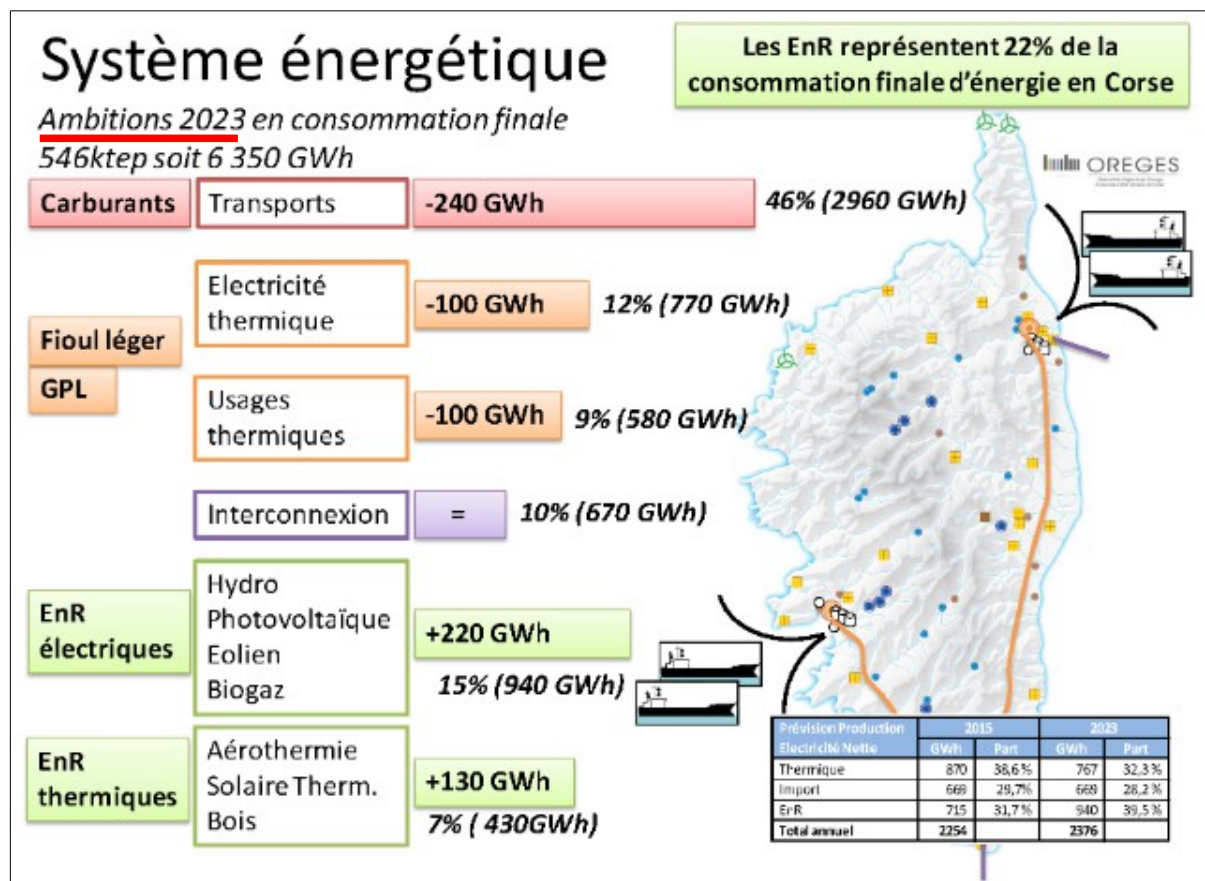 Système énergétique
Ambitions 2023 en consommation finale
546ktep soit 6 350 GWh
Les EnR représentent 22% de la
consommation finale d'énergie en Corse
OREGES
Carburants
Transports
-240 GWh
46% (2960 GWh)
Fioul léger
GPL
Electricité
thermique
-100 GWh
12% (770 GWh)
Usages
thermiques
-100 GWh
9% (580 GWh)
Interconnexion
=
10% (670 GWh)
EnR
électriques
Hydro
Photovoltaïque
Eolien
Biogaz
+220 GWh
15% (940 GWh)
EnR
thermiques
Aérothermie
Solaire Therm.
Bois
+130 GWh
7% ( 430GWh)
Prévision Production 2015 2023
Electricité Nette GWh Part GWh Part
Thermique 870 38,6% 767 32,3%
Import 669 29,7% 669 28,2%
EnR 715 31,7% 940 39,5%
Total annuel 2254 2376